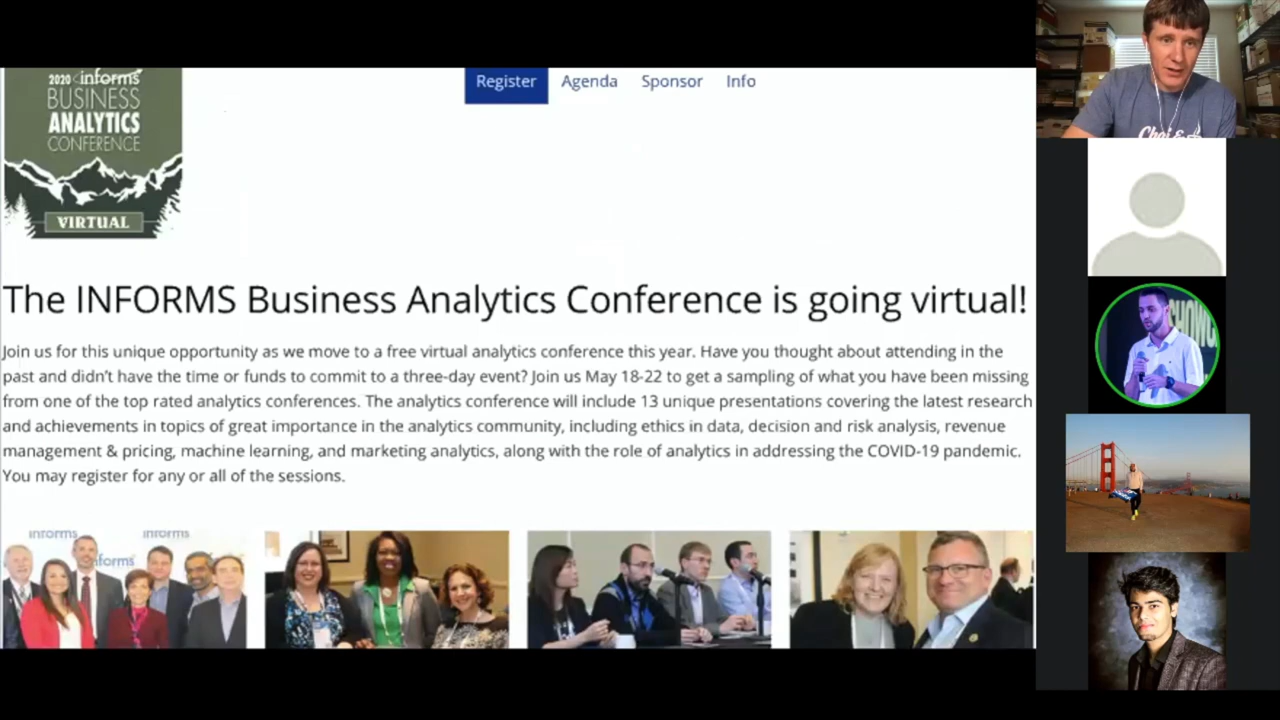 2020 informs
BUSINESS
ANALYTICS
CONFERENCE
VIRTUAL
Register Agenda Sponsor Info
The INFORMS Business Analytics Conference is going virtual!
Join us for this unique opportunity as we move to a free virtual analytics conference this year. Have you thought about attending in the
past and didn't have the time or funds to commit to a three-day event? Join us May 18-22 to get a sampling of what you have been missing
from one of the top rated analytics conferences. The analytics conference will include 13 unique presentations covering the latest research
and achievements in topics of great importance in the analytics community, including ethics in data, decision and risk analysis, revenue
management & pricing, machine learning, and marketing analytics, along with the role of analytics in addressing the COVID-19 pandemic.
You may register for any or all of the sessions.
informs informs
informs